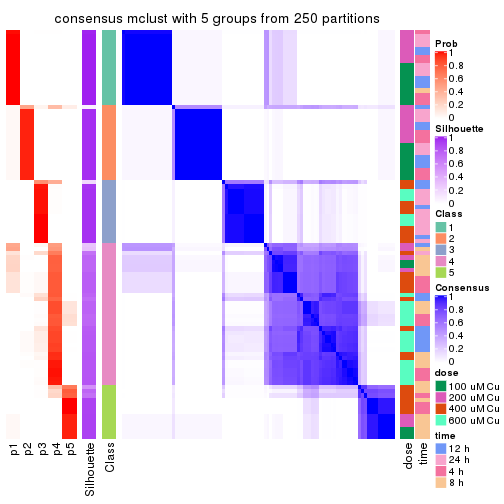 consensus mclust with 5 groups from 250 partitions
Prob
1
0.8
0.6
0.4
0.2
0
Silhouette
1
0.8
0.6
0.4
0.2
0
Class
1
2
3
4
5
Consensus
1
0.8
0.6
0.4
0.2
0
dose
100 uM Cu
200 uM Cu
400 uM Cu
600 uM Cu
time
12 h
24 h
4 h
8 h
p1
p2
p3
p4
p5
Silhouette
Class
dose
time